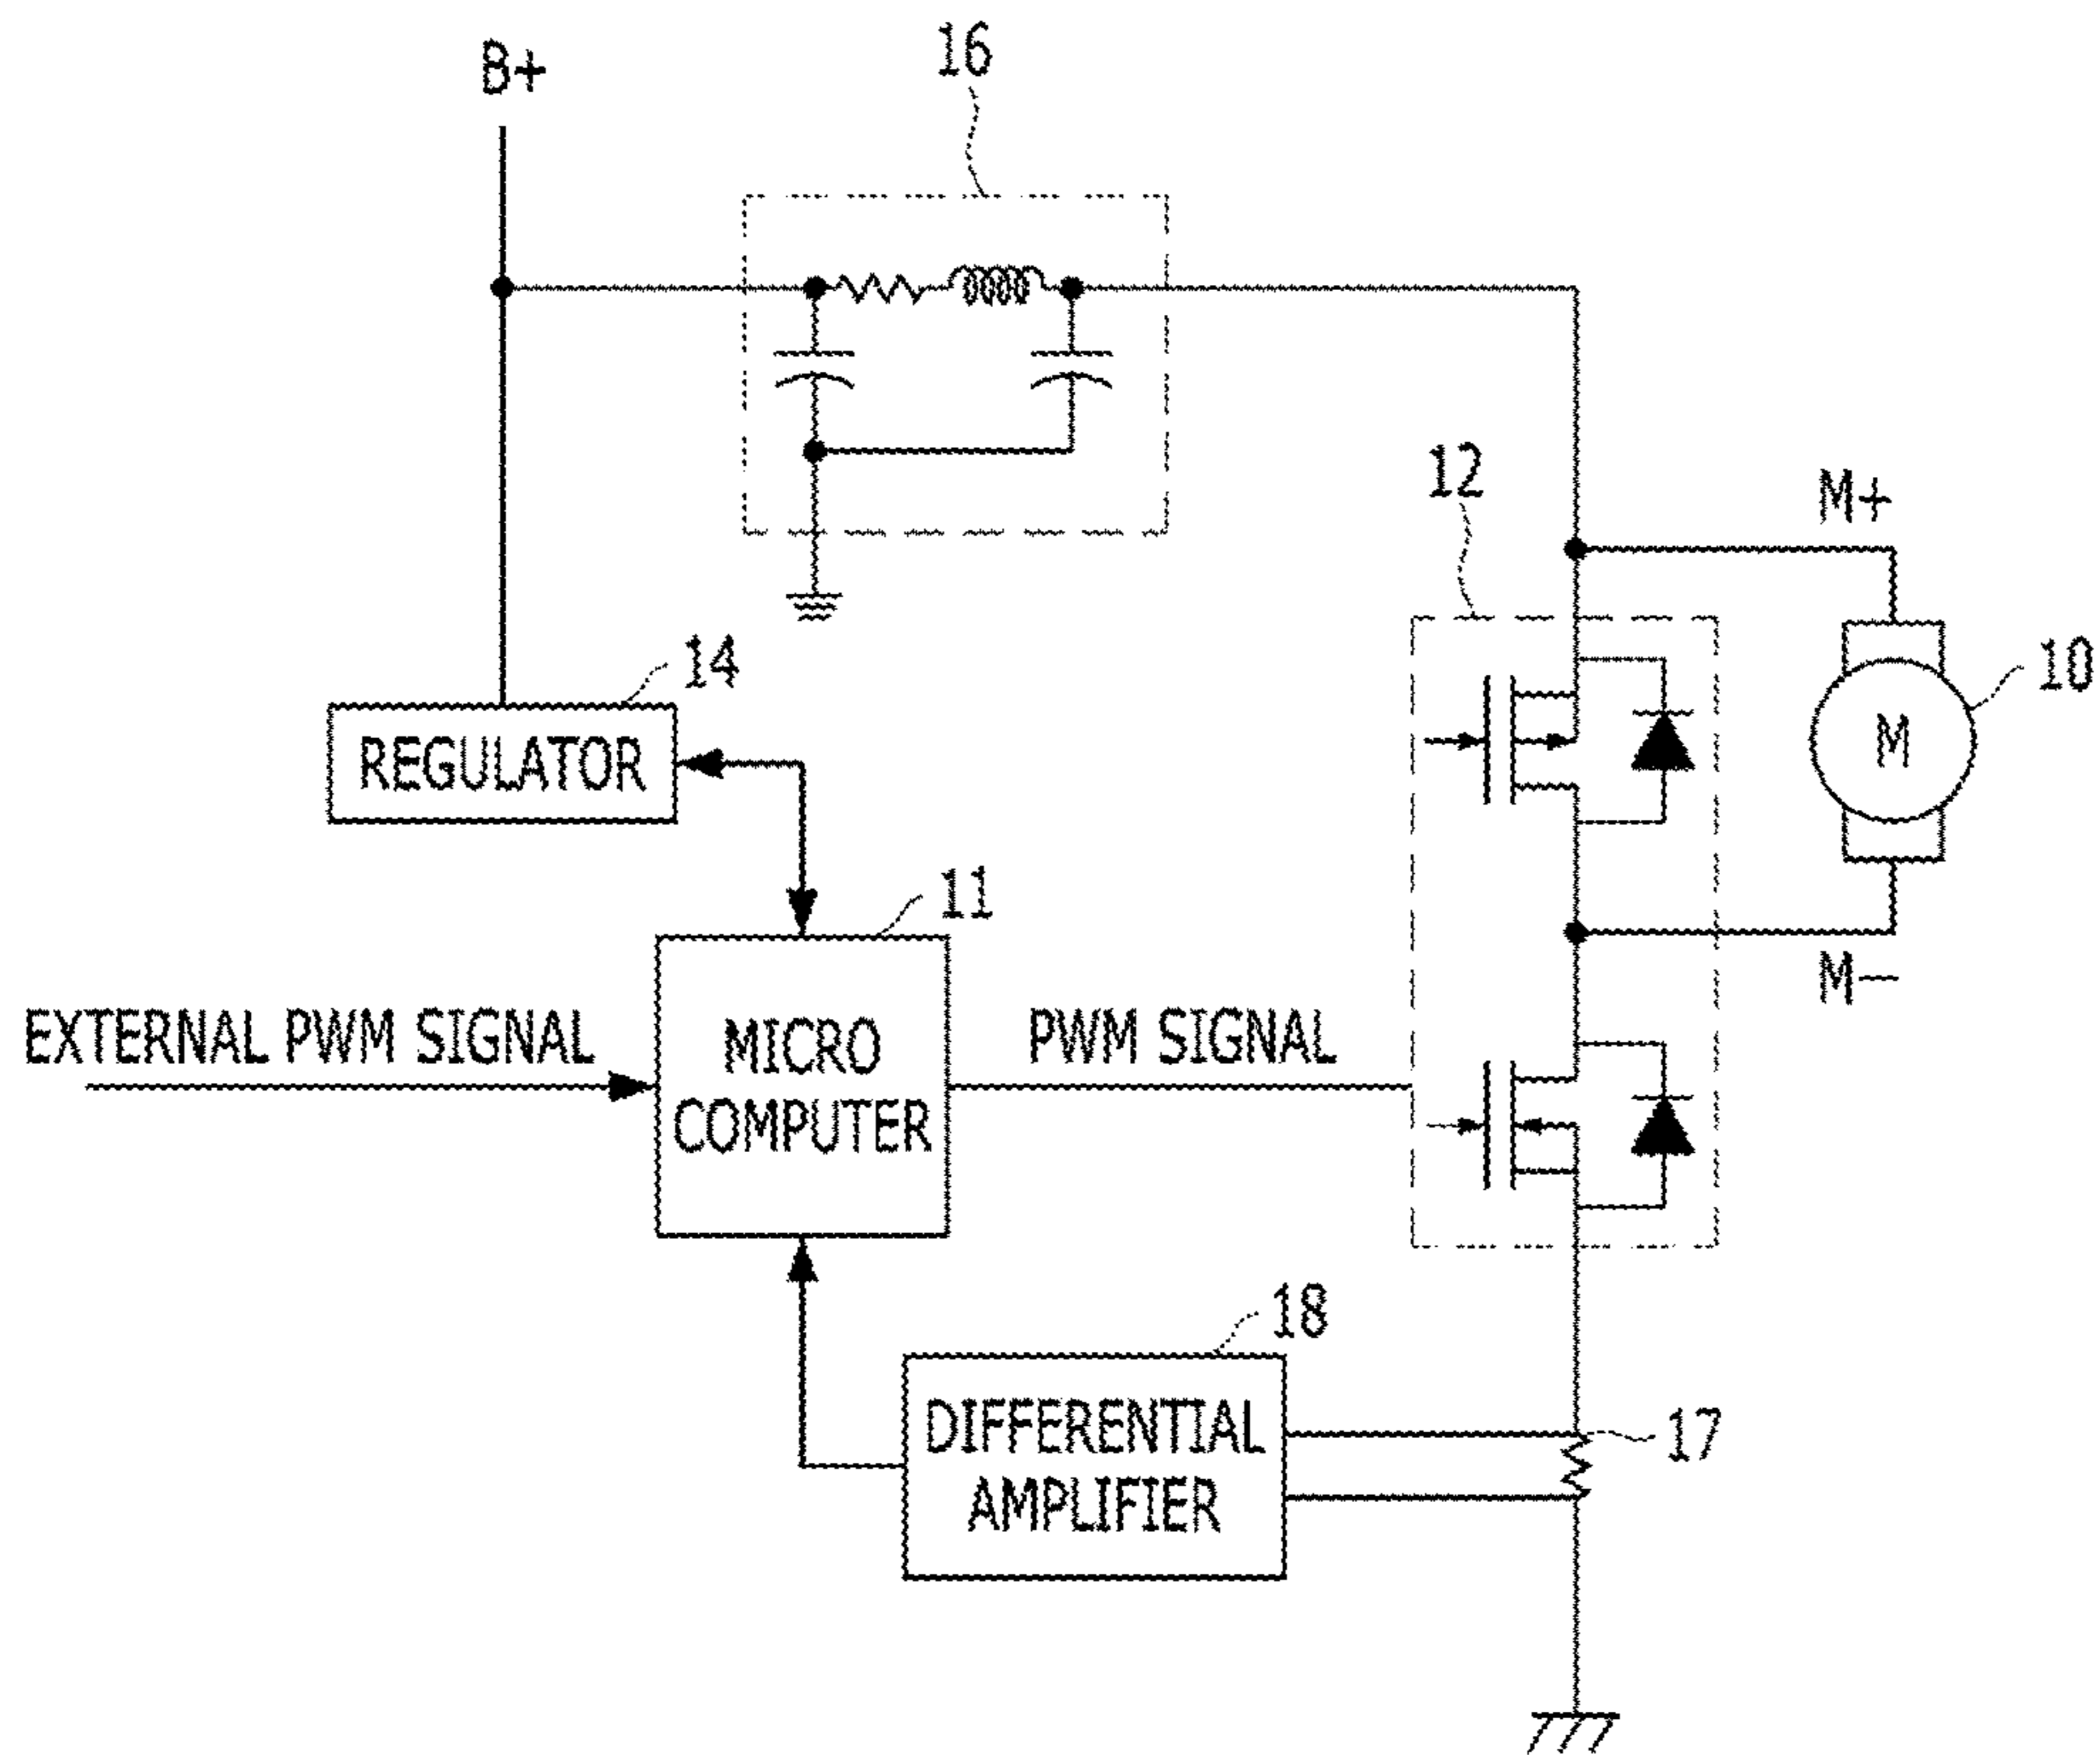 16
B+
12
M+
14
10
REGULATOR
M
11
M−
EXTERNAL PWM SIGNAL
MICRO
COMPUTER
PWM SIGNAL
18
DIFFERENTIAL
AMPLIFIER
17